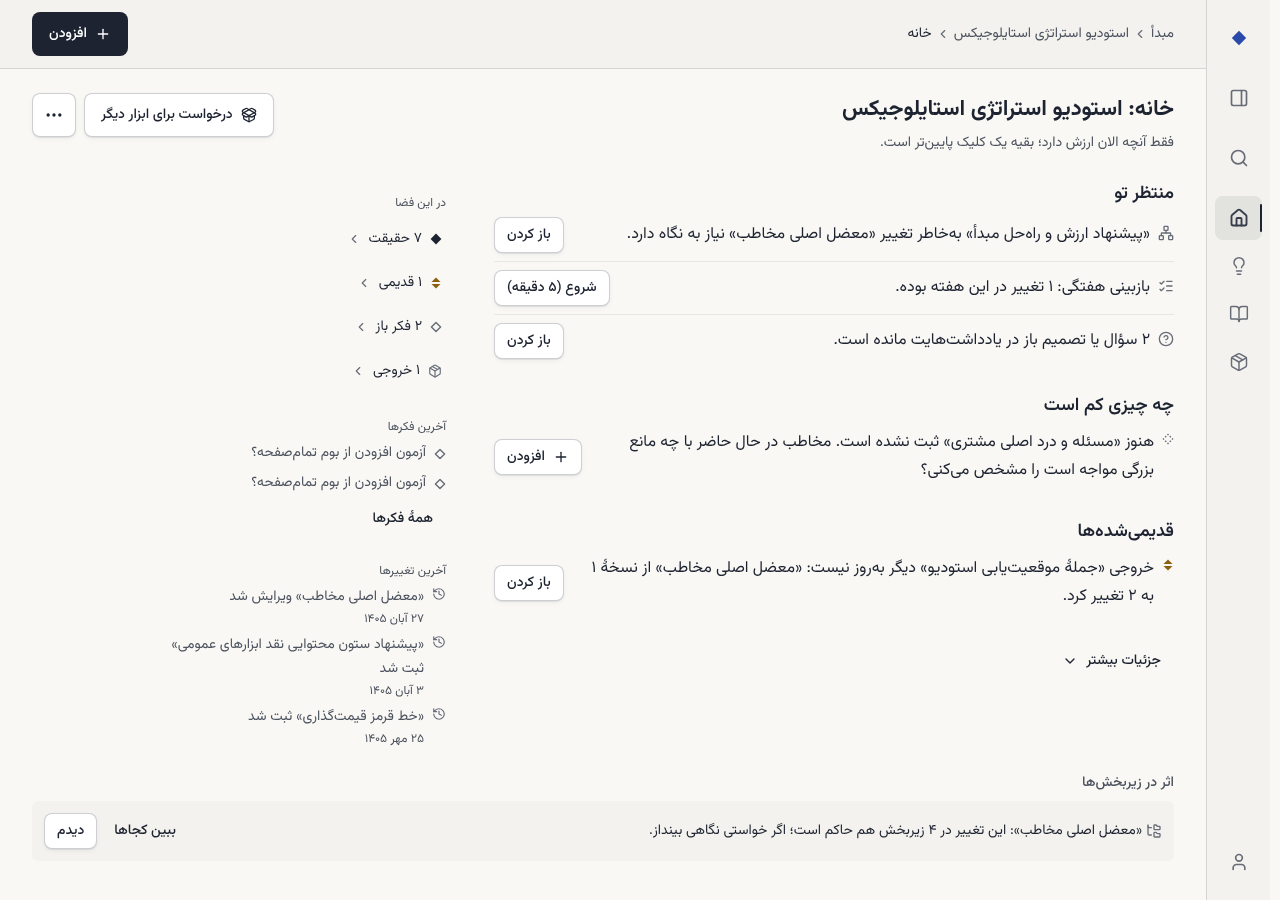 مبدأ › استودیو استراتژی استایلوجیکس › خانه
افزودن
خانه: استودیو استراتژی استایلوجیکس
فقط آنچه الان ارزش دارد؛ بقیه یک کلیک پایین‌تر است.
درخواست برای ابزار دیگر
منتظر تو
«پیشنهاد ارزش و راه‌حل مبدأ» به‌خاطر تغییر «معضل اصلی مخاطب» نیاز به نگاه دارد.
باز کردن
بازبینی هفتگی: ۱ تغییر در این هفته بوده.
شروع (۵ دقیقه)
۲ سؤال یا تصمیم باز در یادداشت‌هایت مانده است.
باز کردن
چه چیزی کم است
هنوز «مسئله و درد اصلی مشتری» ثبت نشده است. مخاطب در حال حاضر با چه مانع
بزرگی مواجه است را مشخص می‌کنی؟
افزودن
قدیمی‌شده‌ها
خروجی «جملهٔ موقعیت‌یابی استودیو» دیگر به‌روز نیست: «معضل اصلی مخاطب» از نسخهٔ ۱
به ۲ تغییر کرد.
باز کردن
جزئیات بیشتر
در این فضا
۷ حقیقت
۱ قدیمی
۲ فکر باز
۱ خروجی
آخرین فکرها
آزمون افزودن از بوم تمام‌صفحه؟
آزمون افزودن از بوم تمام‌صفحه؟
همهٔ فکرها
آخرین تغییرها
«معضل اصلی مخاطب» ویرایش شد
۲۷ آبان ۱۴۰۵
«پیشنهاد ستون محتوایی نقد ابزارهای عمومی»
ثبت شد
۳ آبان ۱۴۰۵
«خط قرمز قیمت‌گذاری» ثبت شد
۲۵ مهر ۱۴۰۵
اثر در زیربخش‌ها
«معضل اصلی مخاطب»: این تغییر در ۴ زیربخش هم حاکم است؛ اگر خواستی نگاهی بینداز.
ببین کجاها
دیدم